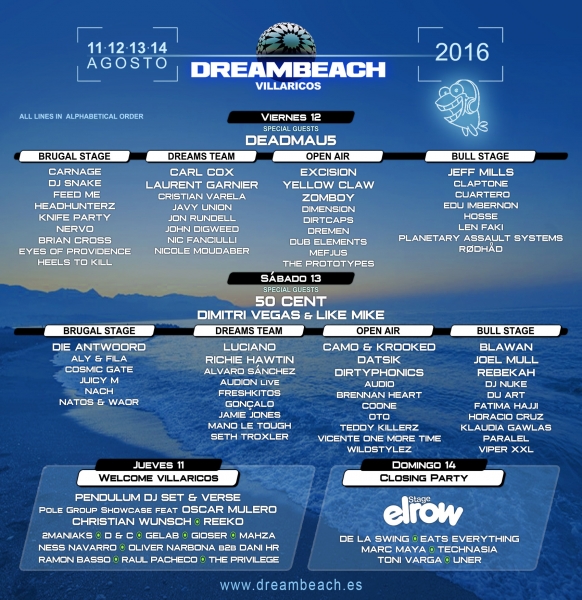 11·12·13·14
AGOSTO
DREAMBEACH
VILLARICOS
2016
ALL LINES IN ALPHABETICAL ORDER
VIERNES 12
SPECIAL GUESTS
DEADMAU5
BRUGAL STAGE
CARNAGE
DJ SNAKE
FEED ME
HEADHUNTERZ
KNIFE PARTY
NERVO
BRIAN CROSS
EYES OF PROVIDENCE
HEELS TO KILL
DREAMS TEAM
CARL COX
LAURENT GARNIER
CRISTIAN VARELA
JAVY UNION
JON RUNDELL
JOHN DIGWEED
NIC FANCIULLI
NICOLE MOUDABER
OPEN AIR
EXCISION
YELLOW CLAW
ZOMBOY
DIMENSION
DIRTCAPS
DREMEN
DUB ELEMENTS
MEFJUS
THE PROTOTYPES
BULL STAGE
JEFF MILLS
CLAPTONE
CUARTERO
EDU IMBERNON
HOSSE
LEN FAKI
PLANETARY ASSAULT SYSTEMS
RØDHÅD
SÁBADO 13
SPECIAL GUESTS
50 CENT
DIMITRI VEGAS & LIKE MIKE
BRUGAL STAGE
DIE ANTWOORD
ALY & FILA
COSMIC GATE
JUICY M
NACH
NATOS & WAOR
DREAMS TEAM
LUCIANO
RICHIE HAWTIN
ALVARO SÁNCHEZ
AUDION LIVE
FRESHKITOS
GONÇALO
JAMIE JONES
MANO LE TOUGH
SETH TROXLER
OPEN AIR
CAMO & KROOKED
DATSIK
DIRTYPHONICS
AUDIO
BRENNAN HEART
COONE
OTO
TEDDY KILLERZ
VICENTE ONE MORE TIME
WILDSTYLEZ
BULL STAGE
BLAWAN
JOEL MULL
REBEKAH
DJ NUKE
DU ART
FATIMA HAJJI
HORACIO CRUZ
KLAUDIA GAWLAS
PARALEL
VIPER XXL
JUEVES 11
WELCOME VILLARICOS
PENDULUM DJ SET & VERSE
POLE GROUP SHOWCASE FEAT OSCAR MULERO
CHRISTIAN WUNSCH REEKO
2MANIAKS D & C GELAB GIOSER MAHZA
NESS NAVARRO OLIVER NARBONA B2B DANI HR
RAMON BASSO RAUL PACHECO THE PRIVILEGE
DOMINGO 14
CLOSING PARTY
Stage
elrow
DE LA SWING EATS EVERYTHING
MARC MAYA TECHNASIA
TONI VARGA UNER
www.dreambeach.es